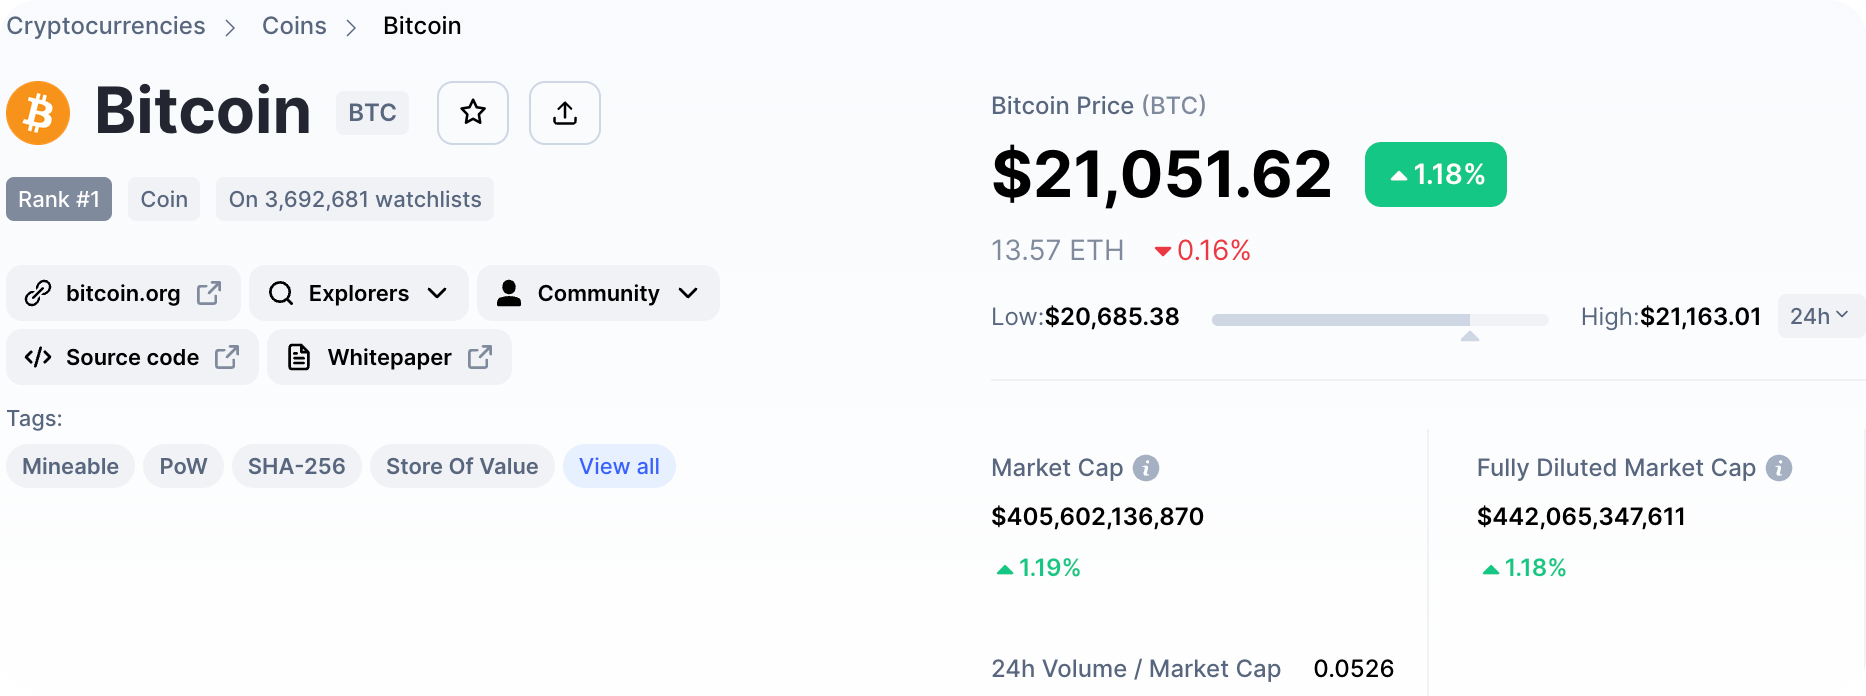 Cryptocurrencies > Coins > Bitcoin
Bitcoin BTC
Rank #1 Coin On 3,692,681 watchlists
bitcoin.org Explorers Community
Source code Whitepaper
Tags:
Mineable PoW SHA-256 Store Of Value View all
Bitcoin Price (BTC)
$21,051.62 1.18%
13.57 ETH 0.16%
Low:$20,685.38 High:$21,163.01 24h
Market Cap
$405,602,136,870
1.19%
Fully Diluted Market Cap
$442,065,347,611
1.18%
24h Volume / Market Cap 0.0526